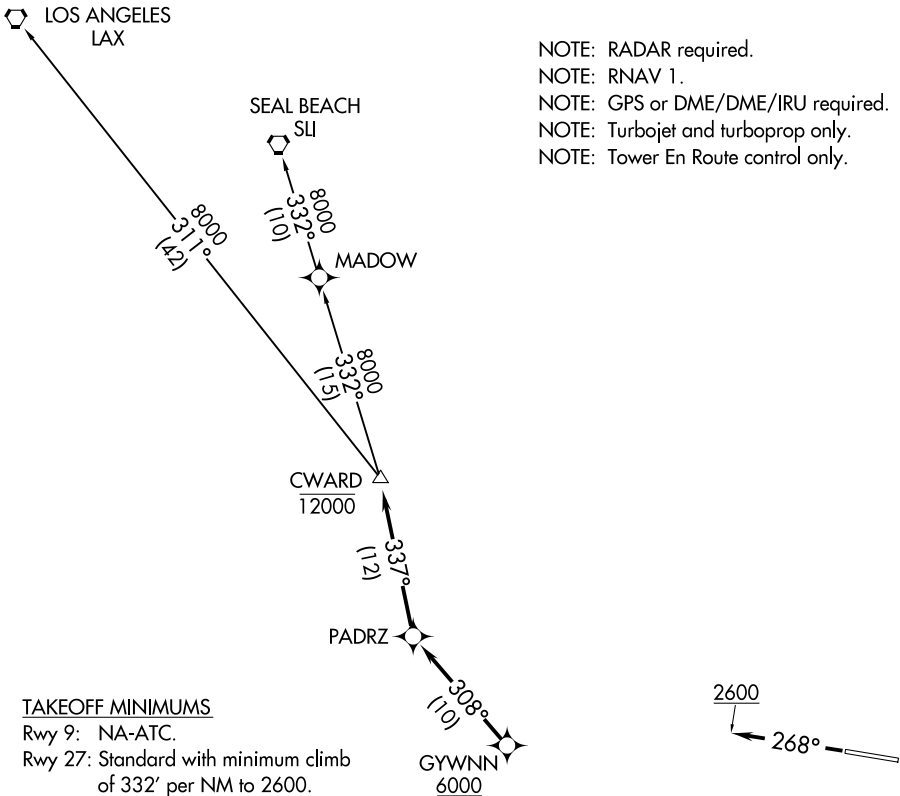 LOS ANGELES
LAX
NOTE: RADAR required.
NOTE: RNAV 1.
NOTE: GPS or DME/DME/IRU required.
NOTE: Turbojet and turboprop only.
NOTE: Tower En Route control only.
SEAL BEACH
SLI
8000
332°
(10)
8000
311°
(42)
MADOW
8000
332°
(15)
CWARD
12000
337°
(12)
PADRZ
308°
(10)
GYWNN
6000
2600
268°
TAKEOFF MINIMUMS
Rwy 9: NA-ATC.
Rwy 27: Standard with minimum climb
of 332' per NM to 2600.